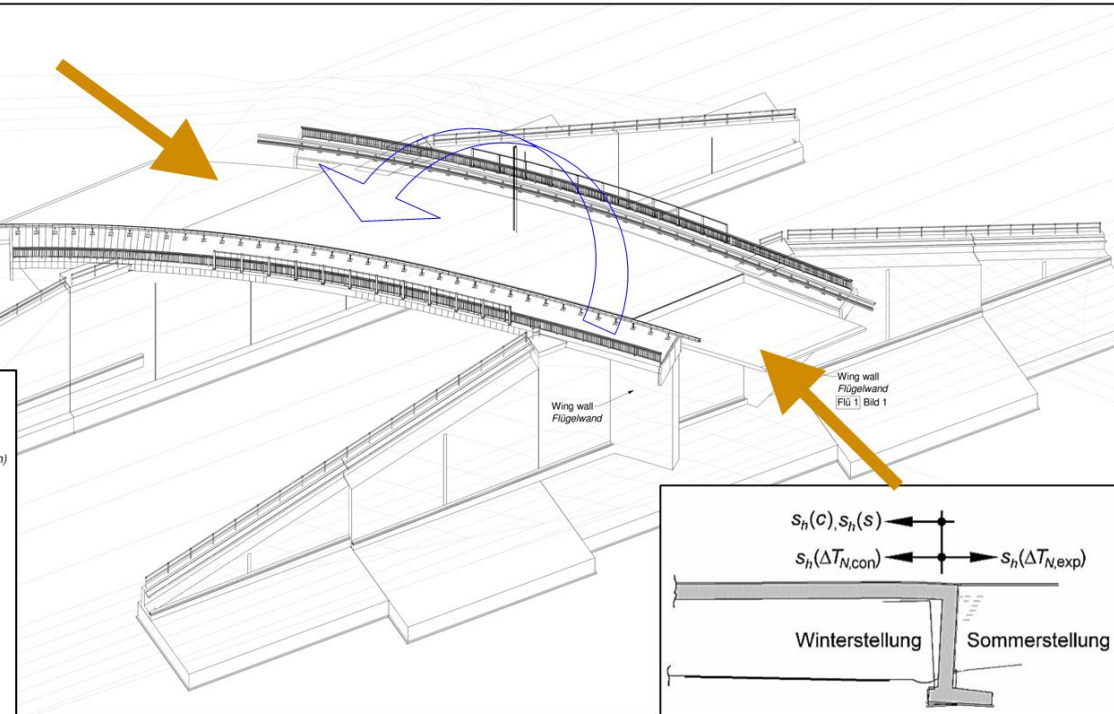 Wing wall
Flügelwand
Wing wall
Flügelwand
Flü 1 Bild 1
s_h(c), s_h(s)
s_h(ΔT_N,con)
s_h(ΔT_N,exp)
Winterstellung
Sommerstellung